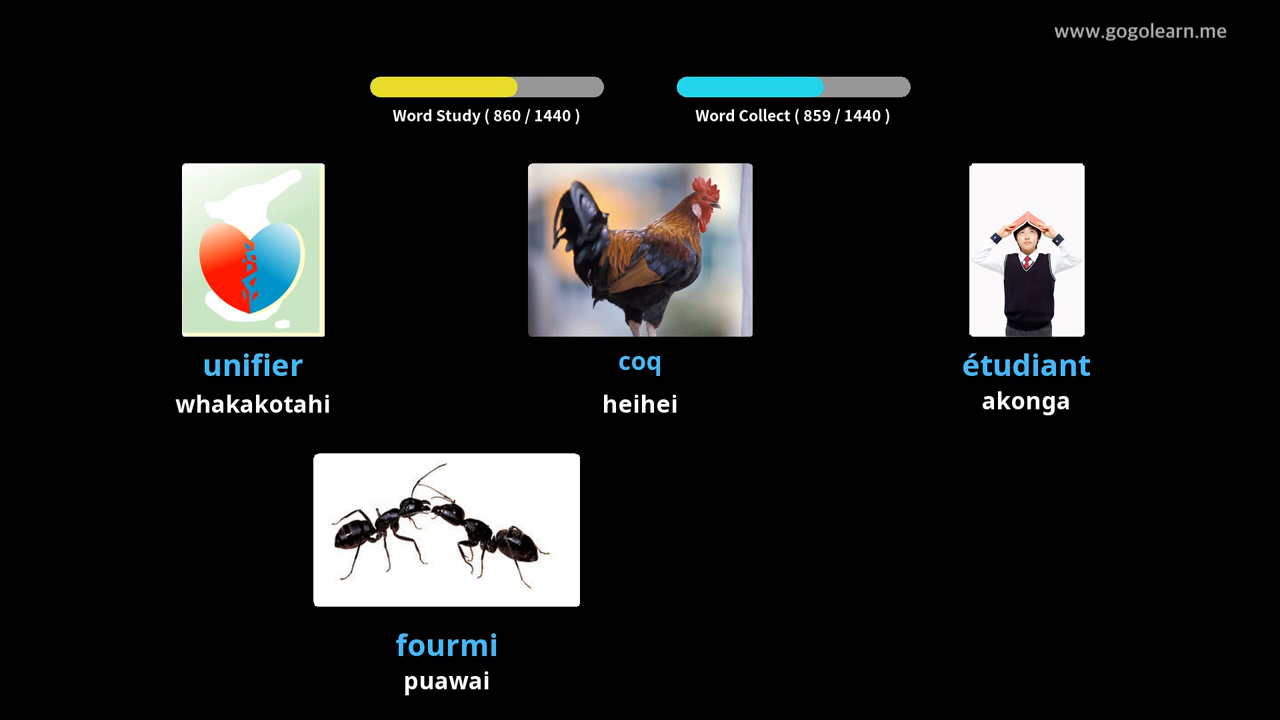 www.gogolearn.me
Word Study ( 860 / 1440 )
Word Collect ( 859 / 1440 )
unifier
whakakotahi
coq
heihei
étudiant
akonga
fourmi
puawai